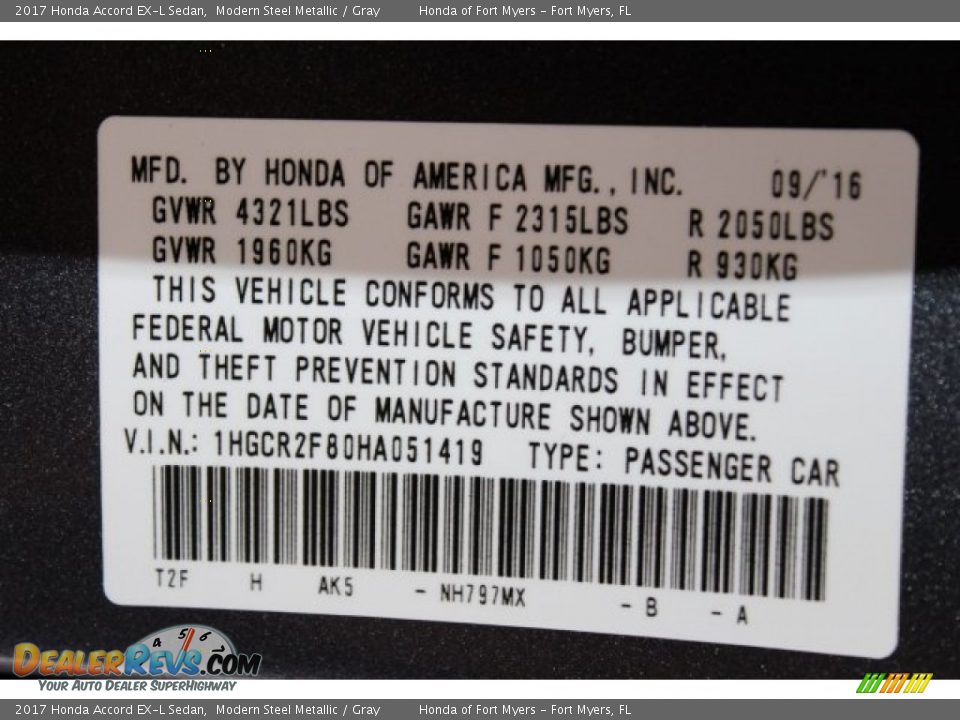 2017 Honda Accord EX-L Sedan, Modern Steel Metallic / Gray Honda of Fort Myers - Fort Myers, FL
MFD. BY HONDA OF AMERICA MFG., INC. 09/'16
GVWR 4321LBS GAWR F 2315LBS R 2050LBS
GVWR 1960KG GAWR F 1050KG R 930KG
THIS VEHICLE CONFORMS TO ALL APPLICABLE
FEDERAL MOTOR VEHICLE SAFETY, BUMPER,
AND THEFT PREVENTION STANDARDS IN EFFECT
ON THE DATE OF MANUFACTURE SHOWN ABOVE.
V.I.N.: 1HGCR2F80HA051419 TYPE: PASSENGER CAR
T2F H AK5 - NH797MX - B - A
4 5 6
DealerRevs.com
Your Auto Dealer SuperHighway
2017 Honda Accord EX-L Sedan, Modern Steel Metallic / Gray Honda of Fort Myers - Fort Myers, FL